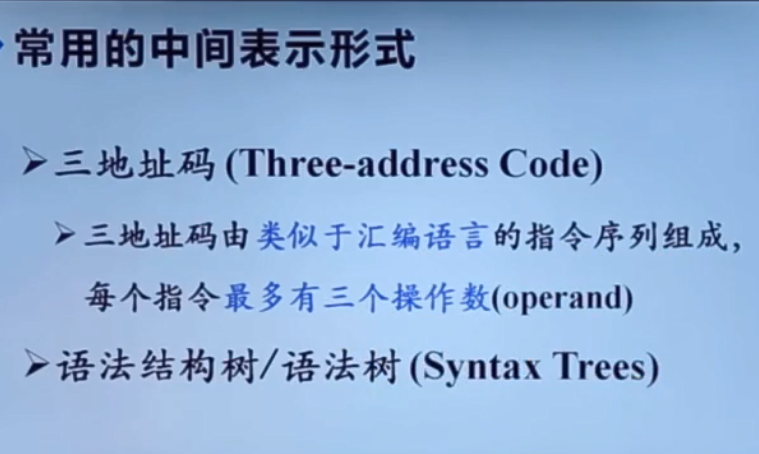 常用的中间表示形式
➢三地址码 (Three-address Code)
➢三地址码由类似于汇编语言的指令序列组成，
每个指令最多有三个操作数(operand)
➢语法结构树/语法树 (Syntax Trees)